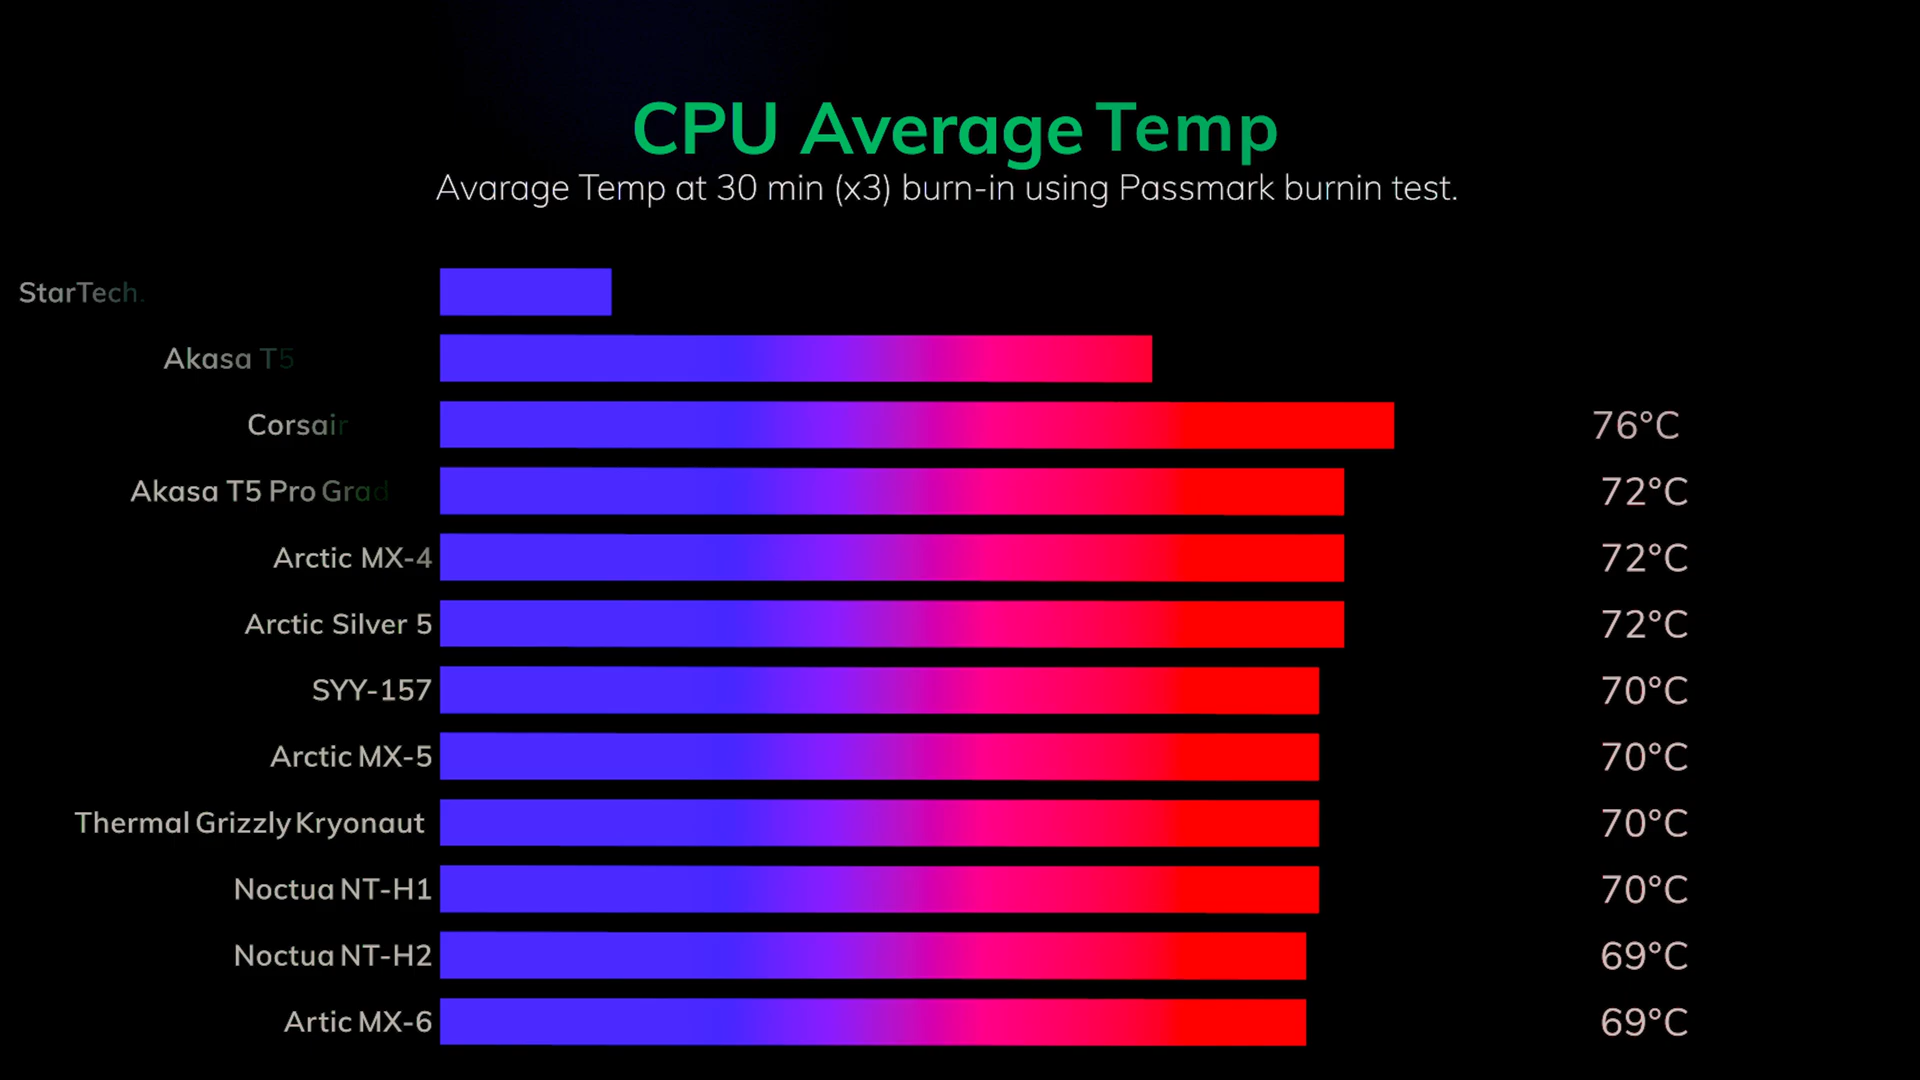 CPU Average Temp
Avarage Temp at 30 min (x3) burn-in using Passmark burnin test.
StarTech.
Akasa T5
Corsair 76°C
Akasa T5 Pro Grad 72°C
Arctic MX-4 72°C
Arctic Silver 5 72°C
SYY-157 70°C
Arctic MX-5 70°C
Thermal Grizzly Kryonaut 70°C
Noctua NT-H1 70°C
Noctua NT-H2 69°C
Artic MX-6 69°C